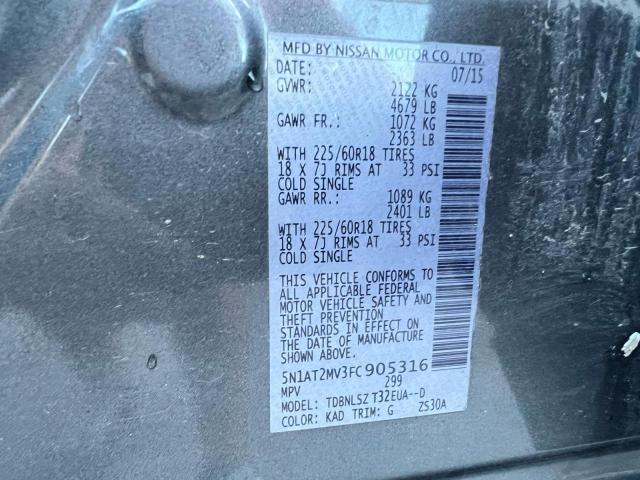 MFD BY NISSAN MOTOR CO., LTD.
DATE: 07/15
GVWR: 2122 KG
4679 LB
GAWR FR.: 1072 KG
2363 LB
WITH 225/60R18 TIRES
18 X 7J RIMS AT 33 PSI
COLD SINGLE
GAWR RR.: 1089 KG
2401 LB
WITH 225/60R18 TIRES
18 X 7J RIMS AT 33 PSI
COLD SINGLE
THIS VEHICLE CONFORMS TO
ALL APPLICABLE FEDERAL
MOTOR VEHICLE SAFETY AND
THEFT PREVENTION
STANDARDS IN EFFECT ON
THE DATE OF MANUFACTURE
SHOWN ABOVE.
5N1AT2MV3FC905316
MPV 299
MODEL: TDBNLSZ T32EUA--D
COLOR: KAD TRIM: G ZS30A